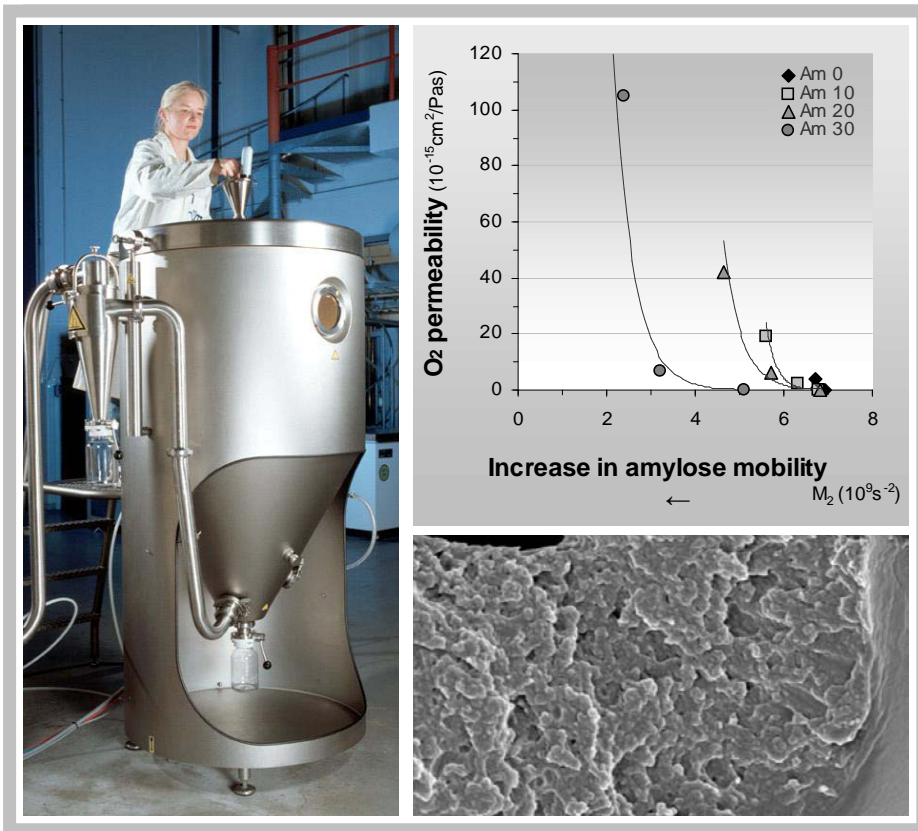 120
100
80
60
40
20
0
O₂ permeability (10⁻¹⁵cm²/Pas)
Am 0
Am 10
Am 20
Am 30
0 2 4 6 8
Increase in amylose mobility
← M₂ (10⁹s⁻²)